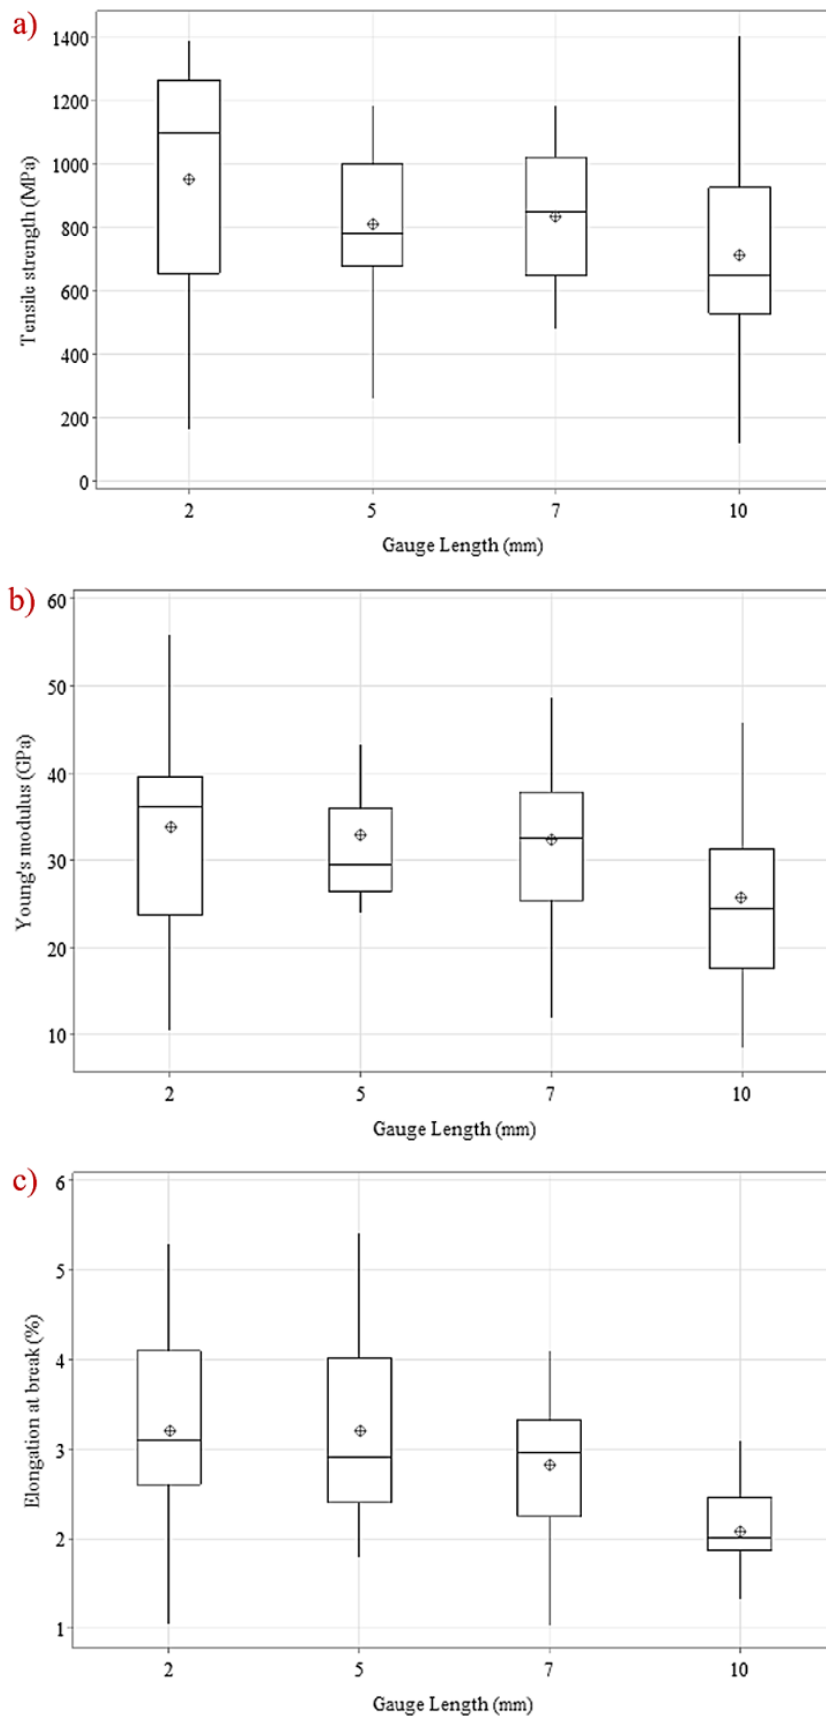 a)
1400
1200
1000
800
600
400
200
0
Tensile strength (MPa)
2 5 7 10
Gauge Length (mm)
b)
60
50
40
30
20
10
Young's modulus (GPa)
2 5 7 10
Gauge Length (mm)
c)
6
5
4
3
2
1
Elongation at break (%)
2 5 7 10
Gauge Length (mm)